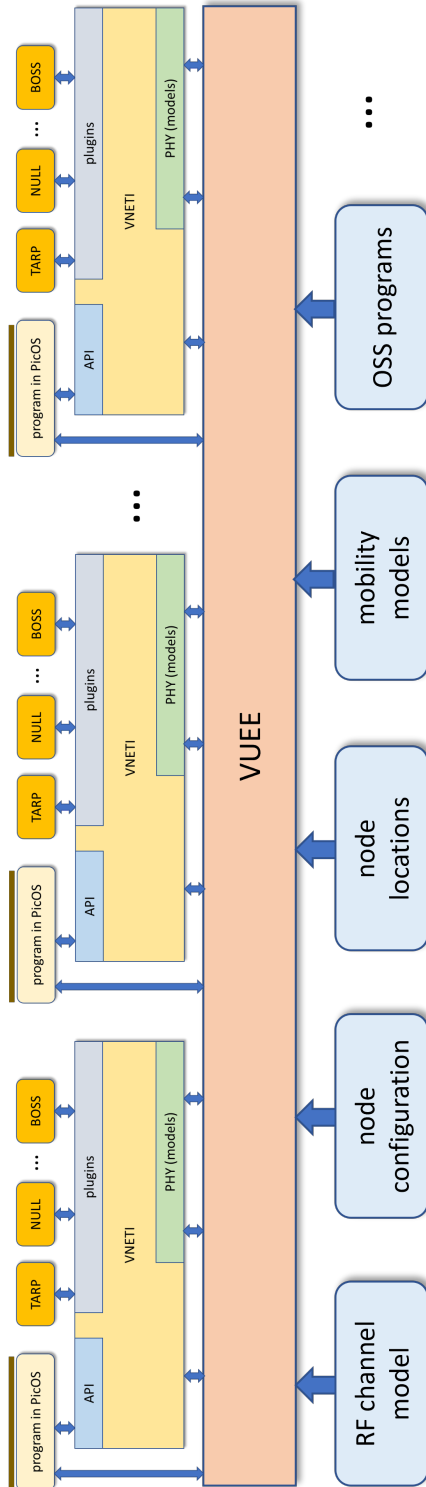 program in PicOS
TARP
NULL
...
BOSS
API
plugins
VNETI
PHY (models)
program in PicOS
TARP
NULL
...
BOSS
API
plugins
VNETI
PHY (models)
...
program in PicOS
TARP
NULL
...
BOSS
API
plugins
VNETI
PHY (models)
VUEE
RF channel
model
node
configuration
node
locations
mobility
models
OSS programs
...